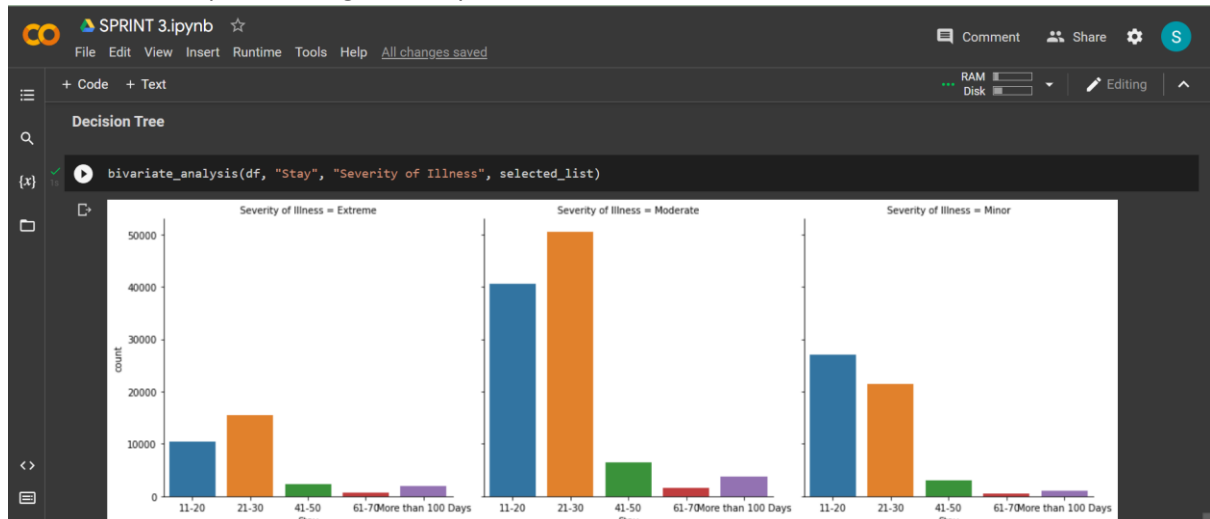 SPRINT 3.ipynb
File Edit View Insert Runtime Tools Help All changes saved
Comment Share S
+ Code + Text
RAM
Disk
Editing
Decision Tree
{x}
bivariate_analysis(df, "Stay", "Severity of Illness", selected_list)
Severity of Illness = Extreme Severity of Illness = Moderate Severity of Illness = Minor
50000
40000
30000
20000
10000
0
count
11-20 21-30 41-50 61-70More than 100 Days 11-20 21-30 41-50 61-70More than 100 Days 11-20 21-30 41-50 61-70More than 100 Days